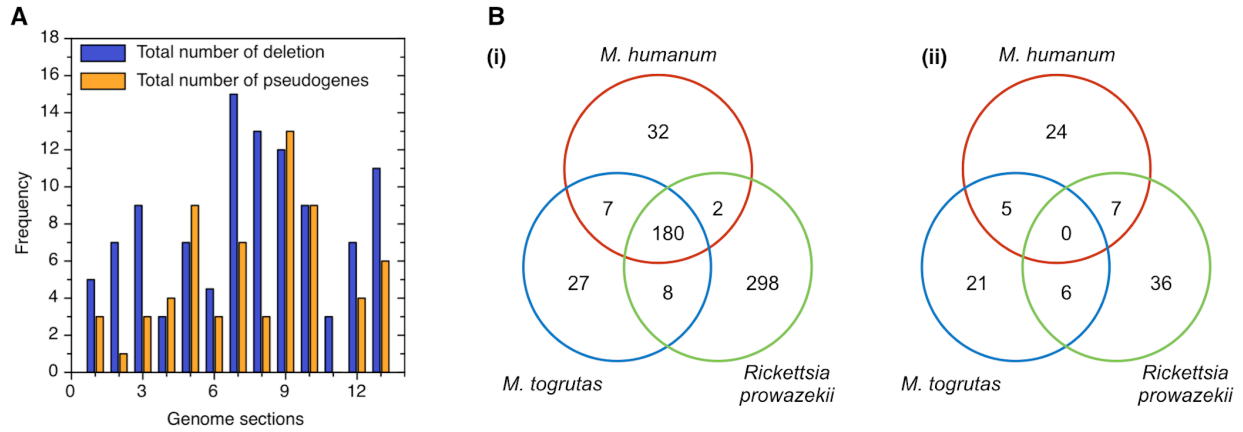 A
18
16
14
12
10
8
6
4
2
0
Frequency
Total number of deletion
Total number of pseudogenes
0 3 6 9 12
Genome sections
B
(i)
M. humanum
32
7
2
180
27
8
298
M. togrutas
Rickettsia
prowazekii
(ii)
M. humanum
24
5
7
0
21
6
36
M. togrutas
Rickettsia
prowazekii